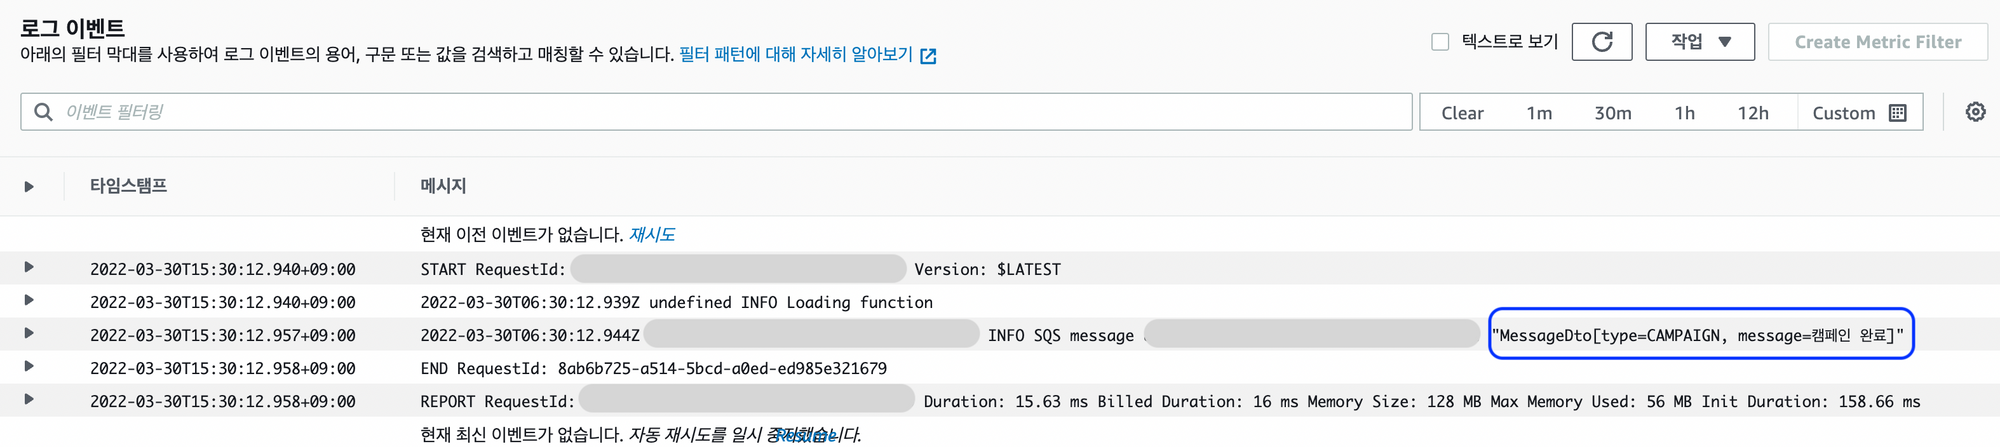 로그 이벤트
아래의 필터 막대를 사용하여 로그 이벤트의 용어, 구문 또는 값을 검색하고 매칭할 수 있습니다. 필터 패턴에 대해 자세히 알아보기
텍스트로 보기 작업 Create Metric Filter
이벤트 필터링 Clear 1m 30m 1h 12h Custom
타임스탬프 메시지
현재 이전 이벤트가 없습니다. 재시도
2022-03-30T15:30:12.940+09:00 START RequestId: Version: $LATEST
2022-03-30T15:30:12.940+09:00 2022-03-30T06:30:12.939Z undefined INFO Loading function
2022-03-30T15:30:12.957+09:00 2022-03-30T06:30:12.944Z INFO SQS message "MessageDto[type=CAMPAIGN, message=캠페인 완료]"
2022-03-30T15:30:12.958+09:00 END RequestId: 8ab6b725-a514-5bcd-a0ed-ed985e321679
2022-03-30T15:30:12.958+09:00 REPORT RequestId: Duration: 15.63 ms Billed Duration: 16 ms Memory Size: 128 MB Max Memory Used: 56 MB Init Duration: 158.66 ms
현재 최신 이벤트가 없습니다. 자동 재시도를 일시 중지했습니다. Resume